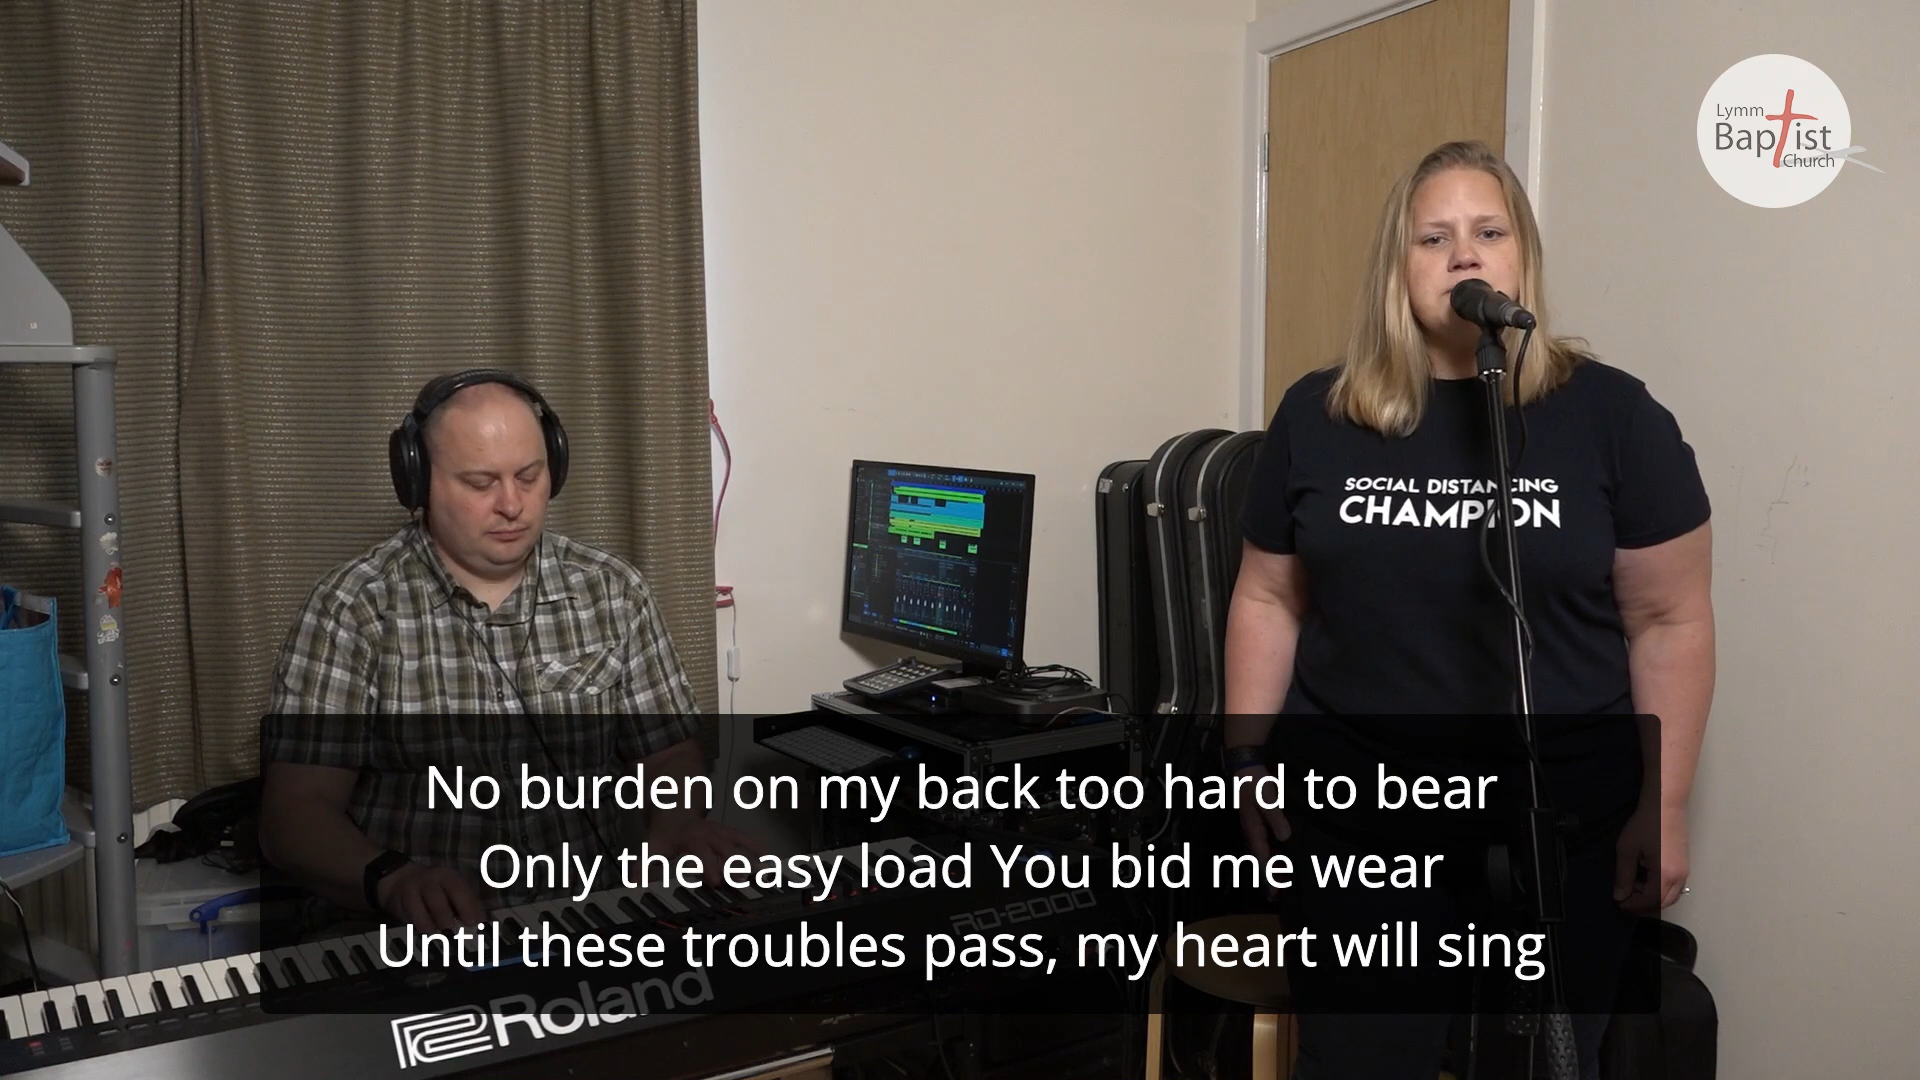 Lymm
Baptist
Church
SOCIAL DISTANCING
CHAMPION
No burden on my back too hard to bear
Only the easy load You bid me wear
Until these troubles pass, my heart will sing
RD-2000
Roland